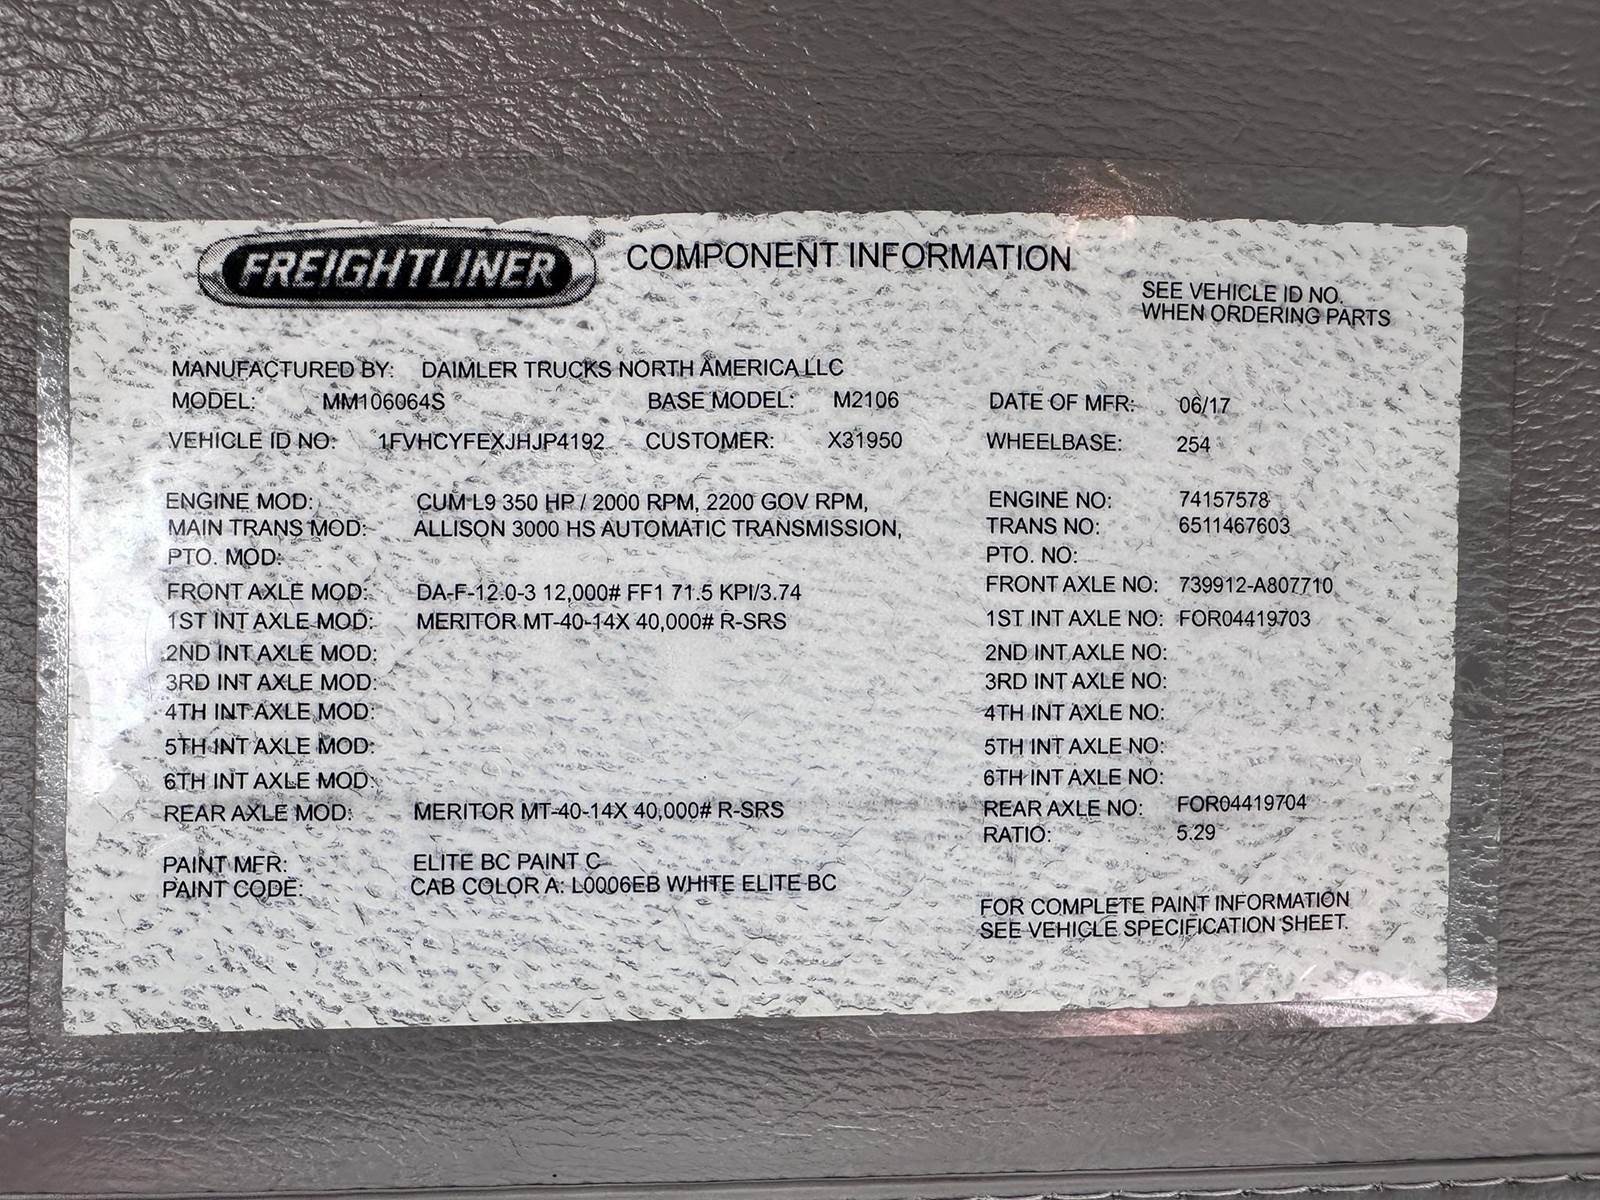 FREIGHTLINER COMPONENT INFORMATION
SEE VEHICLE ID NO.
WHEN ORDERING PARTS
MANUFACTURED BY: DAIMLER TRUCKS NORTH AMERICA LLC
MODEL: MM106064S BASE MODEL: M2106 DATE OF MFR: 06/17
VEHICLE ID NO: 1FVHCYFEXJHJP4192 CUSTOMER: X31950 WHEELBASE: 254
ENGINE MOD: CUM L9 350 HP / 2000 RPM, 2200 GOV RPM, ENGINE NO: 74157578
MAIN TRANS MOD: ALLISON 3000 HS AUTOMATIC TRANSMISSION, TRANS NO: 6511467603
PTO. MOD: PTO. NO:
FRONT AXLE MOD: DA-F-12.0-3 12,000# FF1 71.5 KPI/3.74 FRONT AXLE NO: 739912-A807710
1ST INT AXLE MOD: MERITOR MT-40-14X 40,000# R-SRS 1ST INT AXLE NO: FOR04419703
2ND INT AXLE MOD: 2ND INT AXLE NO:
3RD INT AXLE MOD: 3RD INT AXLE NO:
4TH INT AXLE MOD: 4TH INT AXLE NO:
5TH INT AXLE MOD: 5TH INT AXLE NO:
6TH INT AXLE MOD: 6TH INT AXLE NO:
REAR AXLE MOD: MERITOR MT-40-14X 40,000# R-SRS REAR AXLE NO: FOR04419704
RATIO: 5.29
PAINT MFR: ELITE BC PAINT C
PAINT CODE: CAB COLOR A: L0006EB WHITE ELITE BC
FOR COMPLETE PAINT INFORMATION
SEE VEHICLE SPECIFICATION SHEET.